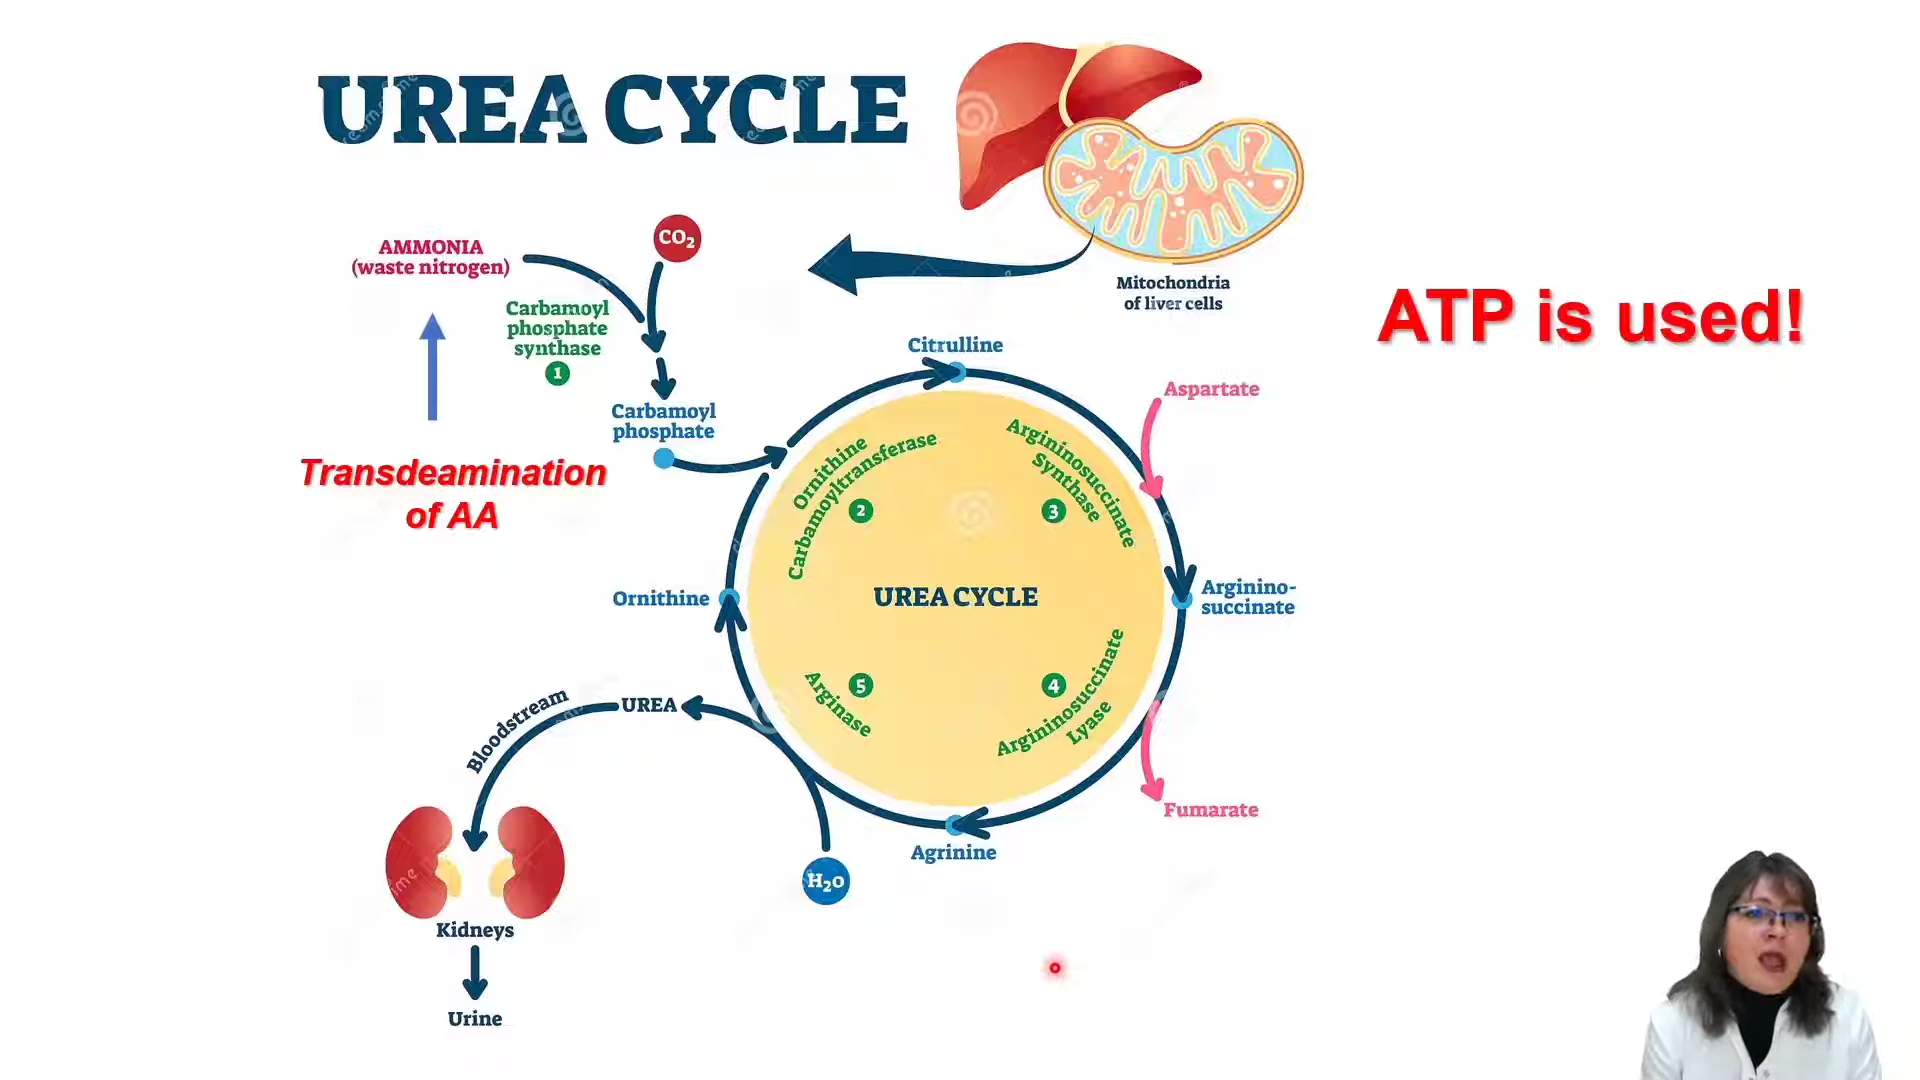 UREA CYCLE
AMMONIA
(waste nitrogen)
CO₂
Mitochondria
of liver cells
ATP is used!
Carbamoyl
phosphate
synthase
1
Carbamoyl
phosphate
Transdeamination
of AA
Citrulline
Aspartate
Ornithine
Carbamoyltransferase
2
Argininosuccinate
Synthase
3
UREA CYCLE
Ornithine
Arginino-
succinate
5
Arginase
4
Argininosuccinate
Lyase
UREA
Bloodstream
Fumarate
Agrinine
H₂O
Kidneys
Urine